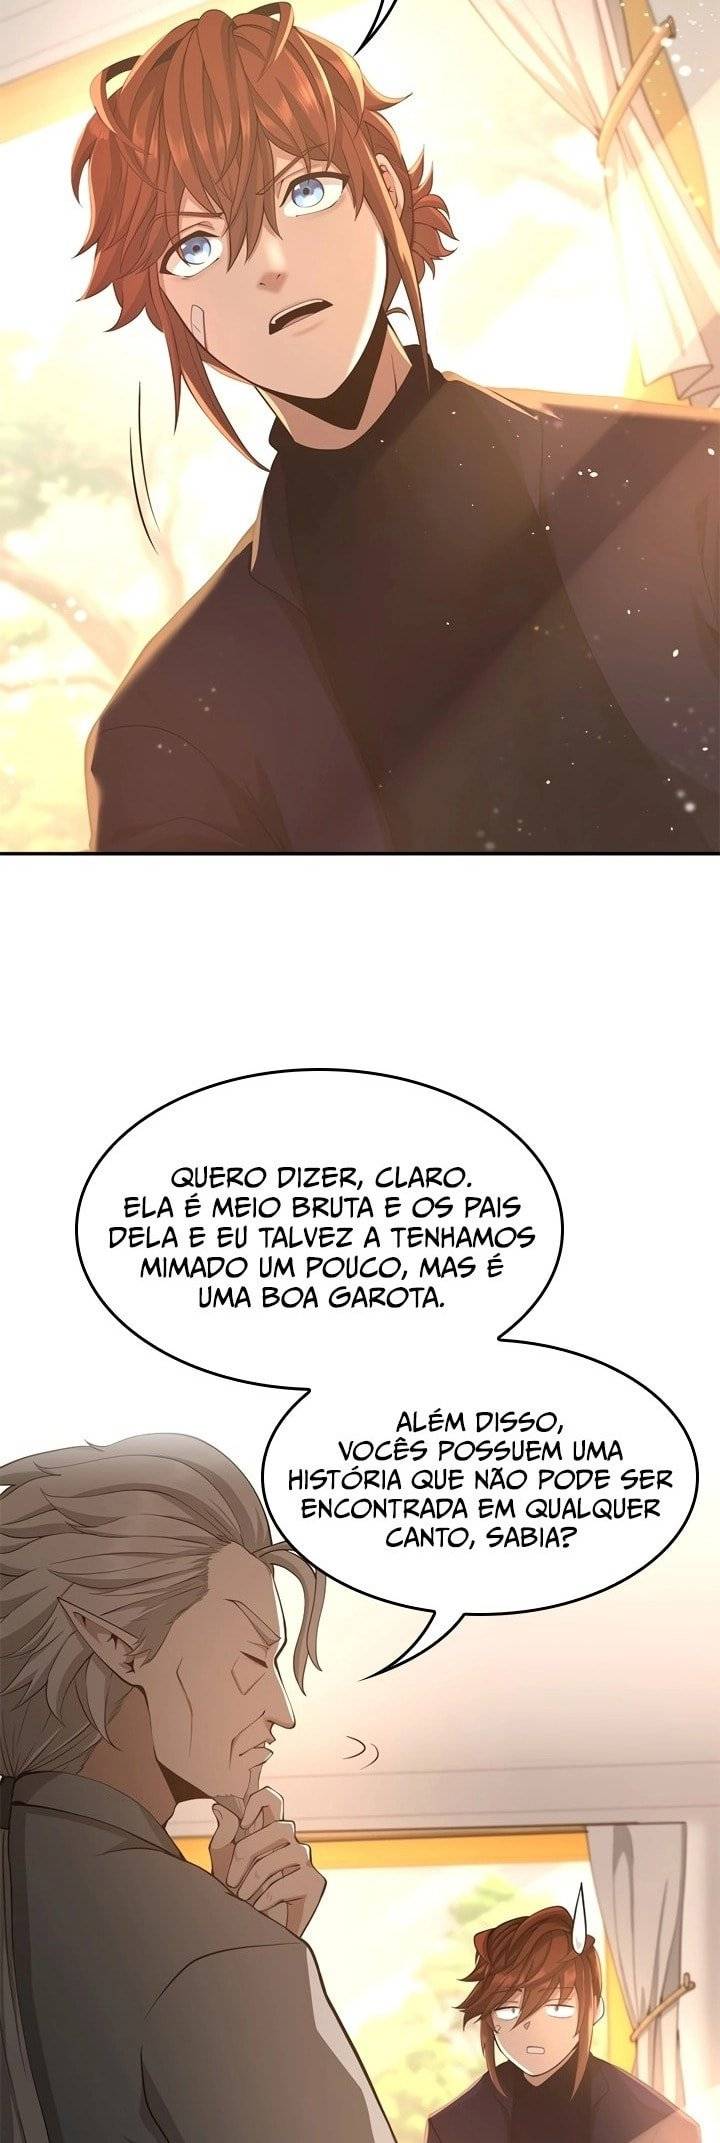 QUERO DIZER, CLARO.
ELA É MEIO BRUTA E OS PAIS
DELA E EU TALVEZ A TENHAMOS
MIMADO UM POUCO, MAS É
UMA BOA GAROTA.
ALÉM DISSO,
VOCÊS POSSUEM UMA
HISTÓRIA QUE NÃO PODE SER
ENCONTRADA EM QUALQUER
CANTO, SABIA?